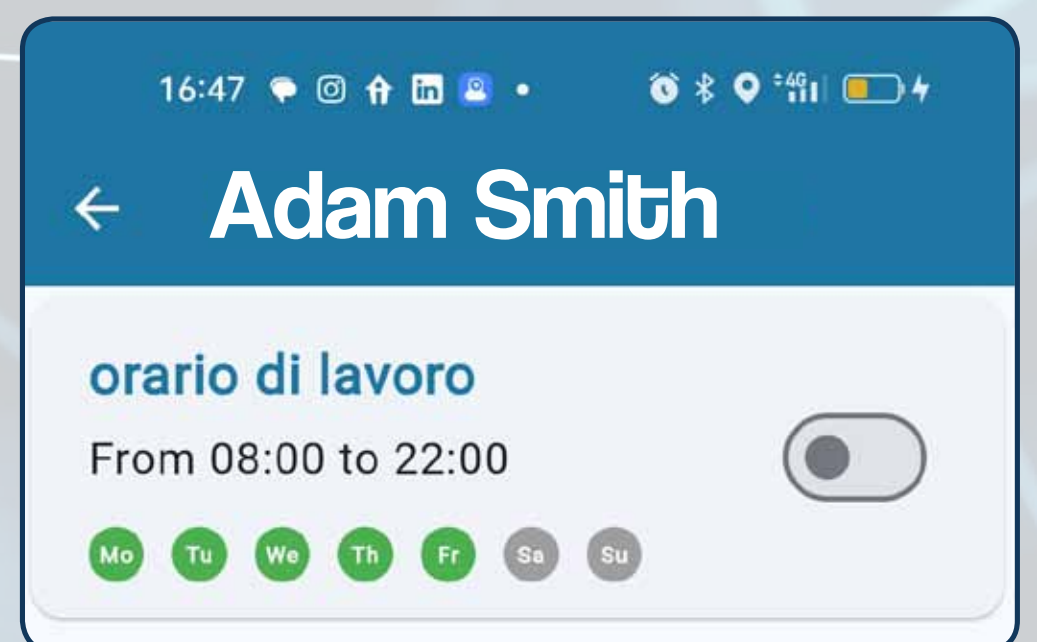 16:47 4G
Adam Smith
orario di lavoro
From 08:00 to 22:00
Mo Tu We Th Fr Sa Su